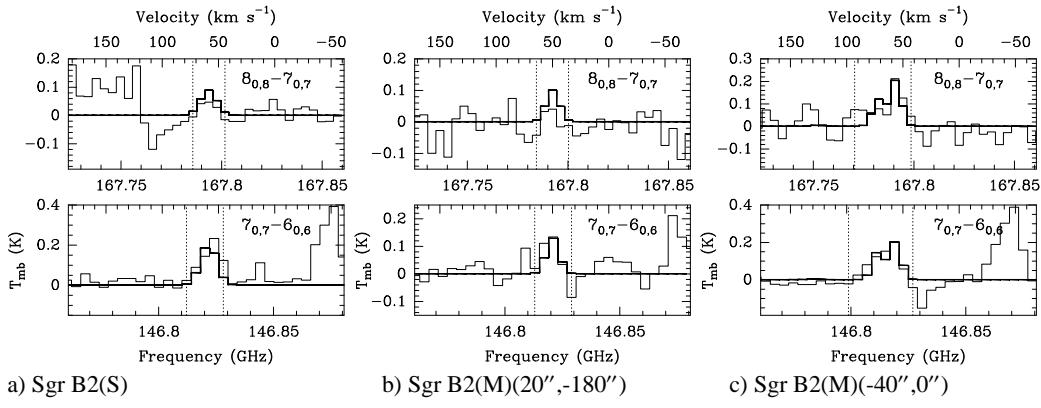 Velocity (km s⁻¹) Velocity (km s⁻¹) Velocity (km s⁻¹)
150 100 50 0 −50 150 100 50 0 −50 150 100 50 0 −50
0.2 0.2 0.3
8₀,₈−7₀,₇ 8₀,₈−7₀,₇ 8₀,₈−7₀,₇
0.1 0.1 0.2
0 0 0.1
−0.1 −0.1 0
−0.1
167.75 167.8 167.85 167.75 167.8 167.85 167.75 167.8 167.85
0.4 0.2 0.4
7₀,₇−6₀,₆ 7₀,₇−6₀,₆ 7₀,₇−6₀,₆
0.2 0.1 0.2
0 0 0
−0.1
T_mb (K) T_mb (K) T_mb (K)
146.8 146.85 146.8 146.85 146.8 146.85
Frequency (GHz) Frequency (GHz) Frequency (GHz)
a) Sgr B2(S) b) Sgr B2(M)(20″,-180″) c) Sgr B2(M)(-40″,0″)